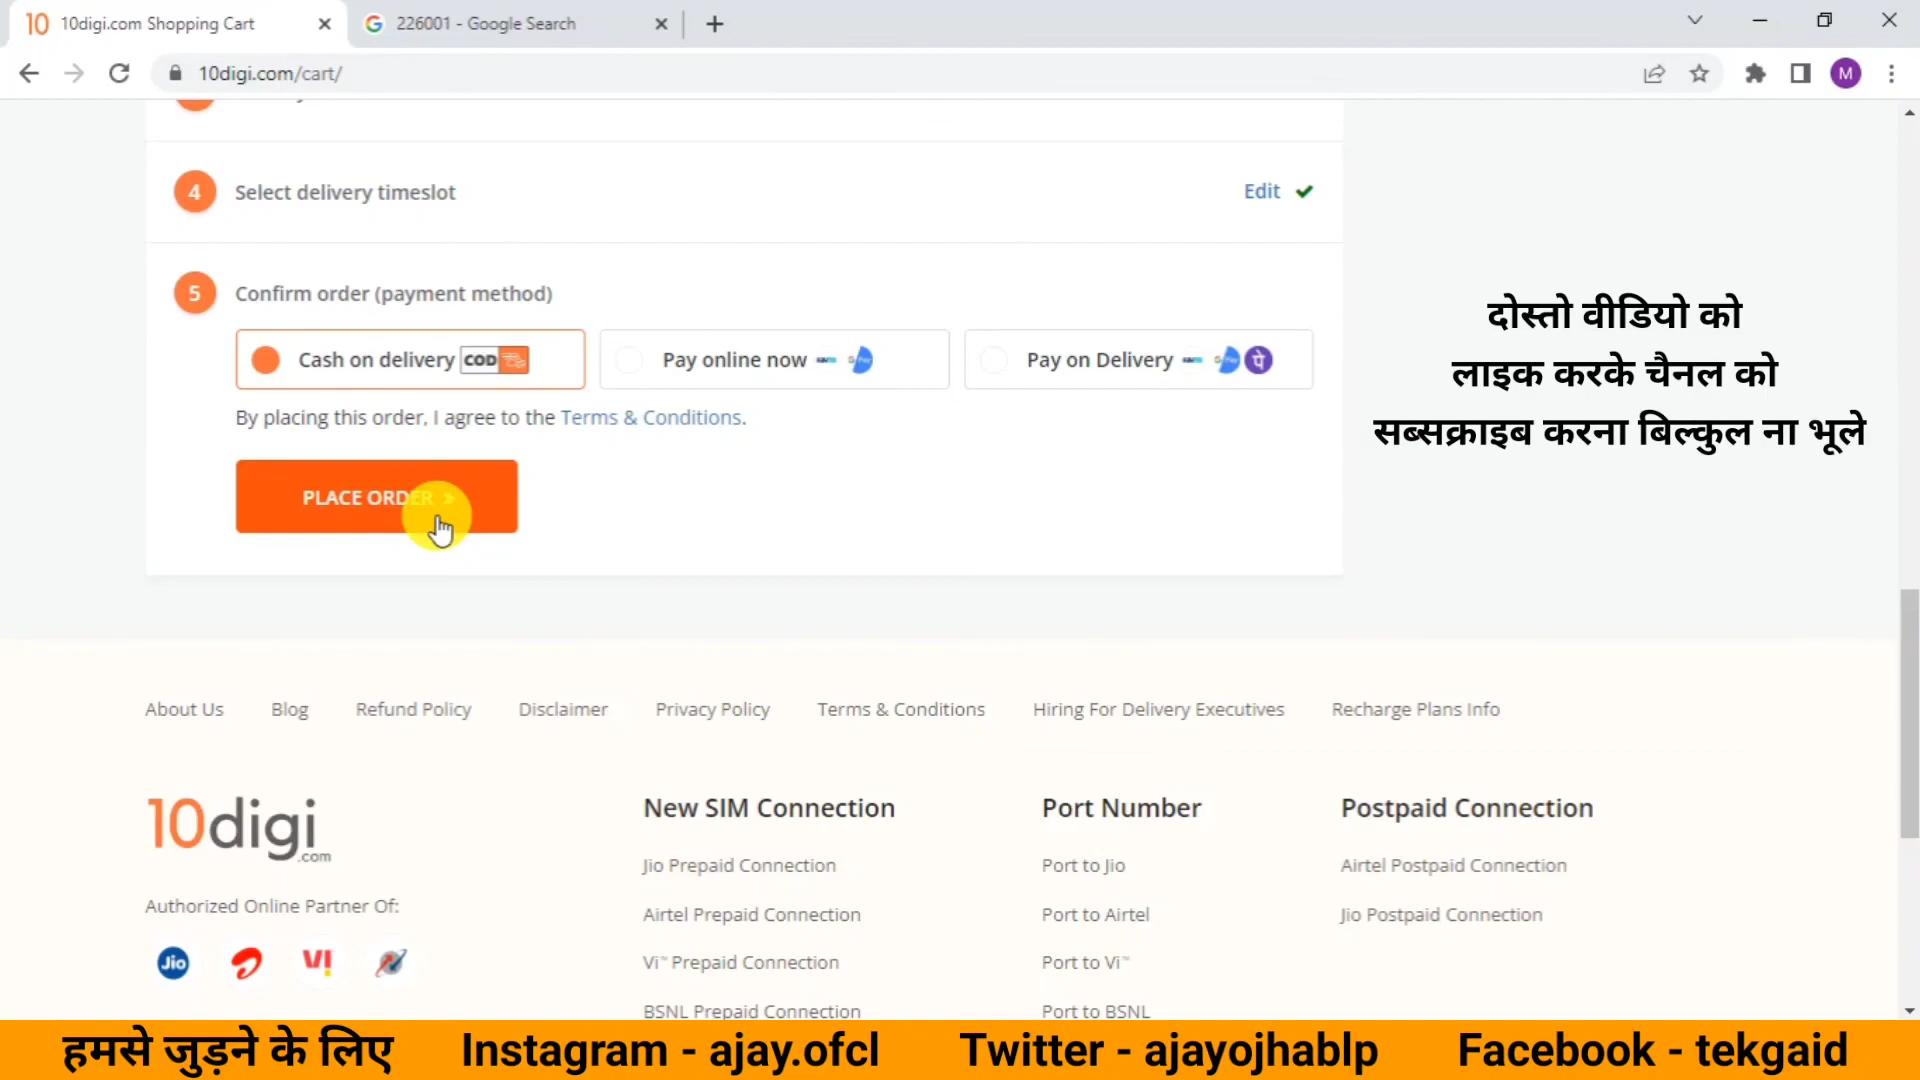 10digi.com Shopping Cart
226001 - Google Search
10digi.com/cart/
M
4 Select delivery timeslot
Edit
5 Confirm order (payment method)
Cash on delivery COD
Pay online now
Pay on Delivery पे
By placing this order, I agree to the Terms & Conditions.
PLACE ORDER »
दोस्तो वीडियो को
लाइक करके चैनल को
सब्सक्राइब करना बिल्कुल ना भूले
About Us Blog Refund Policy Disclaimer Privacy Policy Terms & Conditions Hiring For Delivery Executives Recharge Plans Info
10digi.com
Authorized Online Partner Of:
Jio
VI
New SIM Connection
Jio Prepaid Connection
Airtel Prepaid Connection
Vi™ Prepaid Connection
BSNL Prepaid Connection
Port Number
Port to Jio
Port to Airtel
Port to Vi™
Port to BSNL
Postpaid Connection
Airtel Postpaid Connection
Jio Postpaid Connection
हमसे जुड़ने के लिए Instagram - ajay.ofcl Twitter - ajayojhablp Facebook - tekgaid